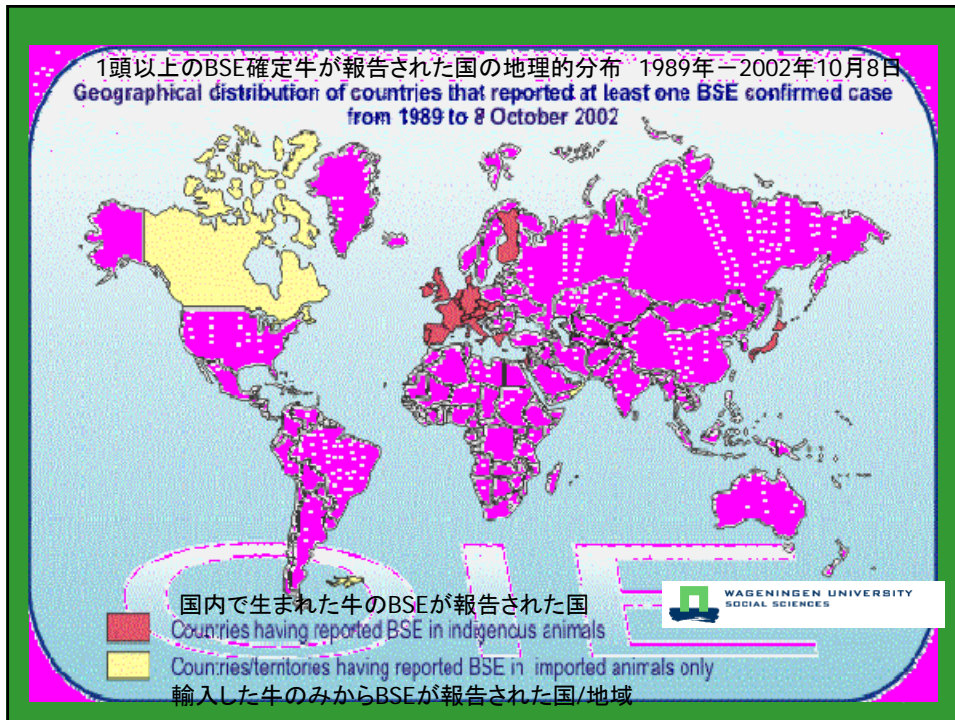 1頭以上のBSE確定牛が報告された国の地理的分布 1989年－2002年10月8日
Geographical distribution of countries that reported at least one BSE confirmed case
from 1989 to 8 October 2002
OIE
WAGENINGEN UNIVERSITY
SOCIAL SCIENCES
国内で生まれた牛のBSEが報告された国
Countries having reported BSE in indigenous animals
Countries/territories having reported BSE in imported animals only
輸入した牛のみからBSEが報告された国/地域